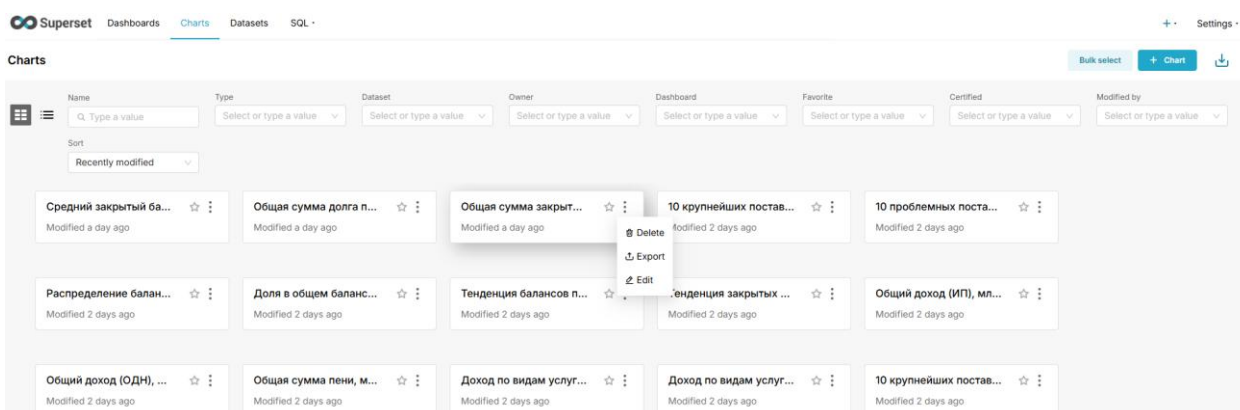 Superset Dashboards Charts Datasets SQL Settings
Charts
Bulk select + Chart
Name Type Dataset Owner Dashboard Favorite Certified Modified by
Type a value Select or type a value Select or type a value Select or type a value Select or type a value Select or type a value Select or type a value Select or type a value
Sort
Recently modified
Средний закрытый ба... Общая сумма долга п... Общая сумма закрыт... 10 крупнейших постав... 10 проблемных поста...
Modified a day ago Modified a day ago Modified a day ago Modified 2 days ago Modified 2 days ago
Delete
Export
Edit
Распределение балан... Доля в общем баланс... Тенденция балансов п... Тенденция закрытых ... Общий доход (ИП), мл...
Modified 2 days ago Modified 2 days ago Modified 2 days ago Modified 2 days ago Modified 2 days ago
Общий доход (ОДН), ... Общая сумма пени, м... Доход по видам услуг... Доход по видам услуг... 10 крупнейших постав...
Modified 2 days ago Modified 2 days ago Modified 2 days ago Modified 2 days ago Modified 2 days ago